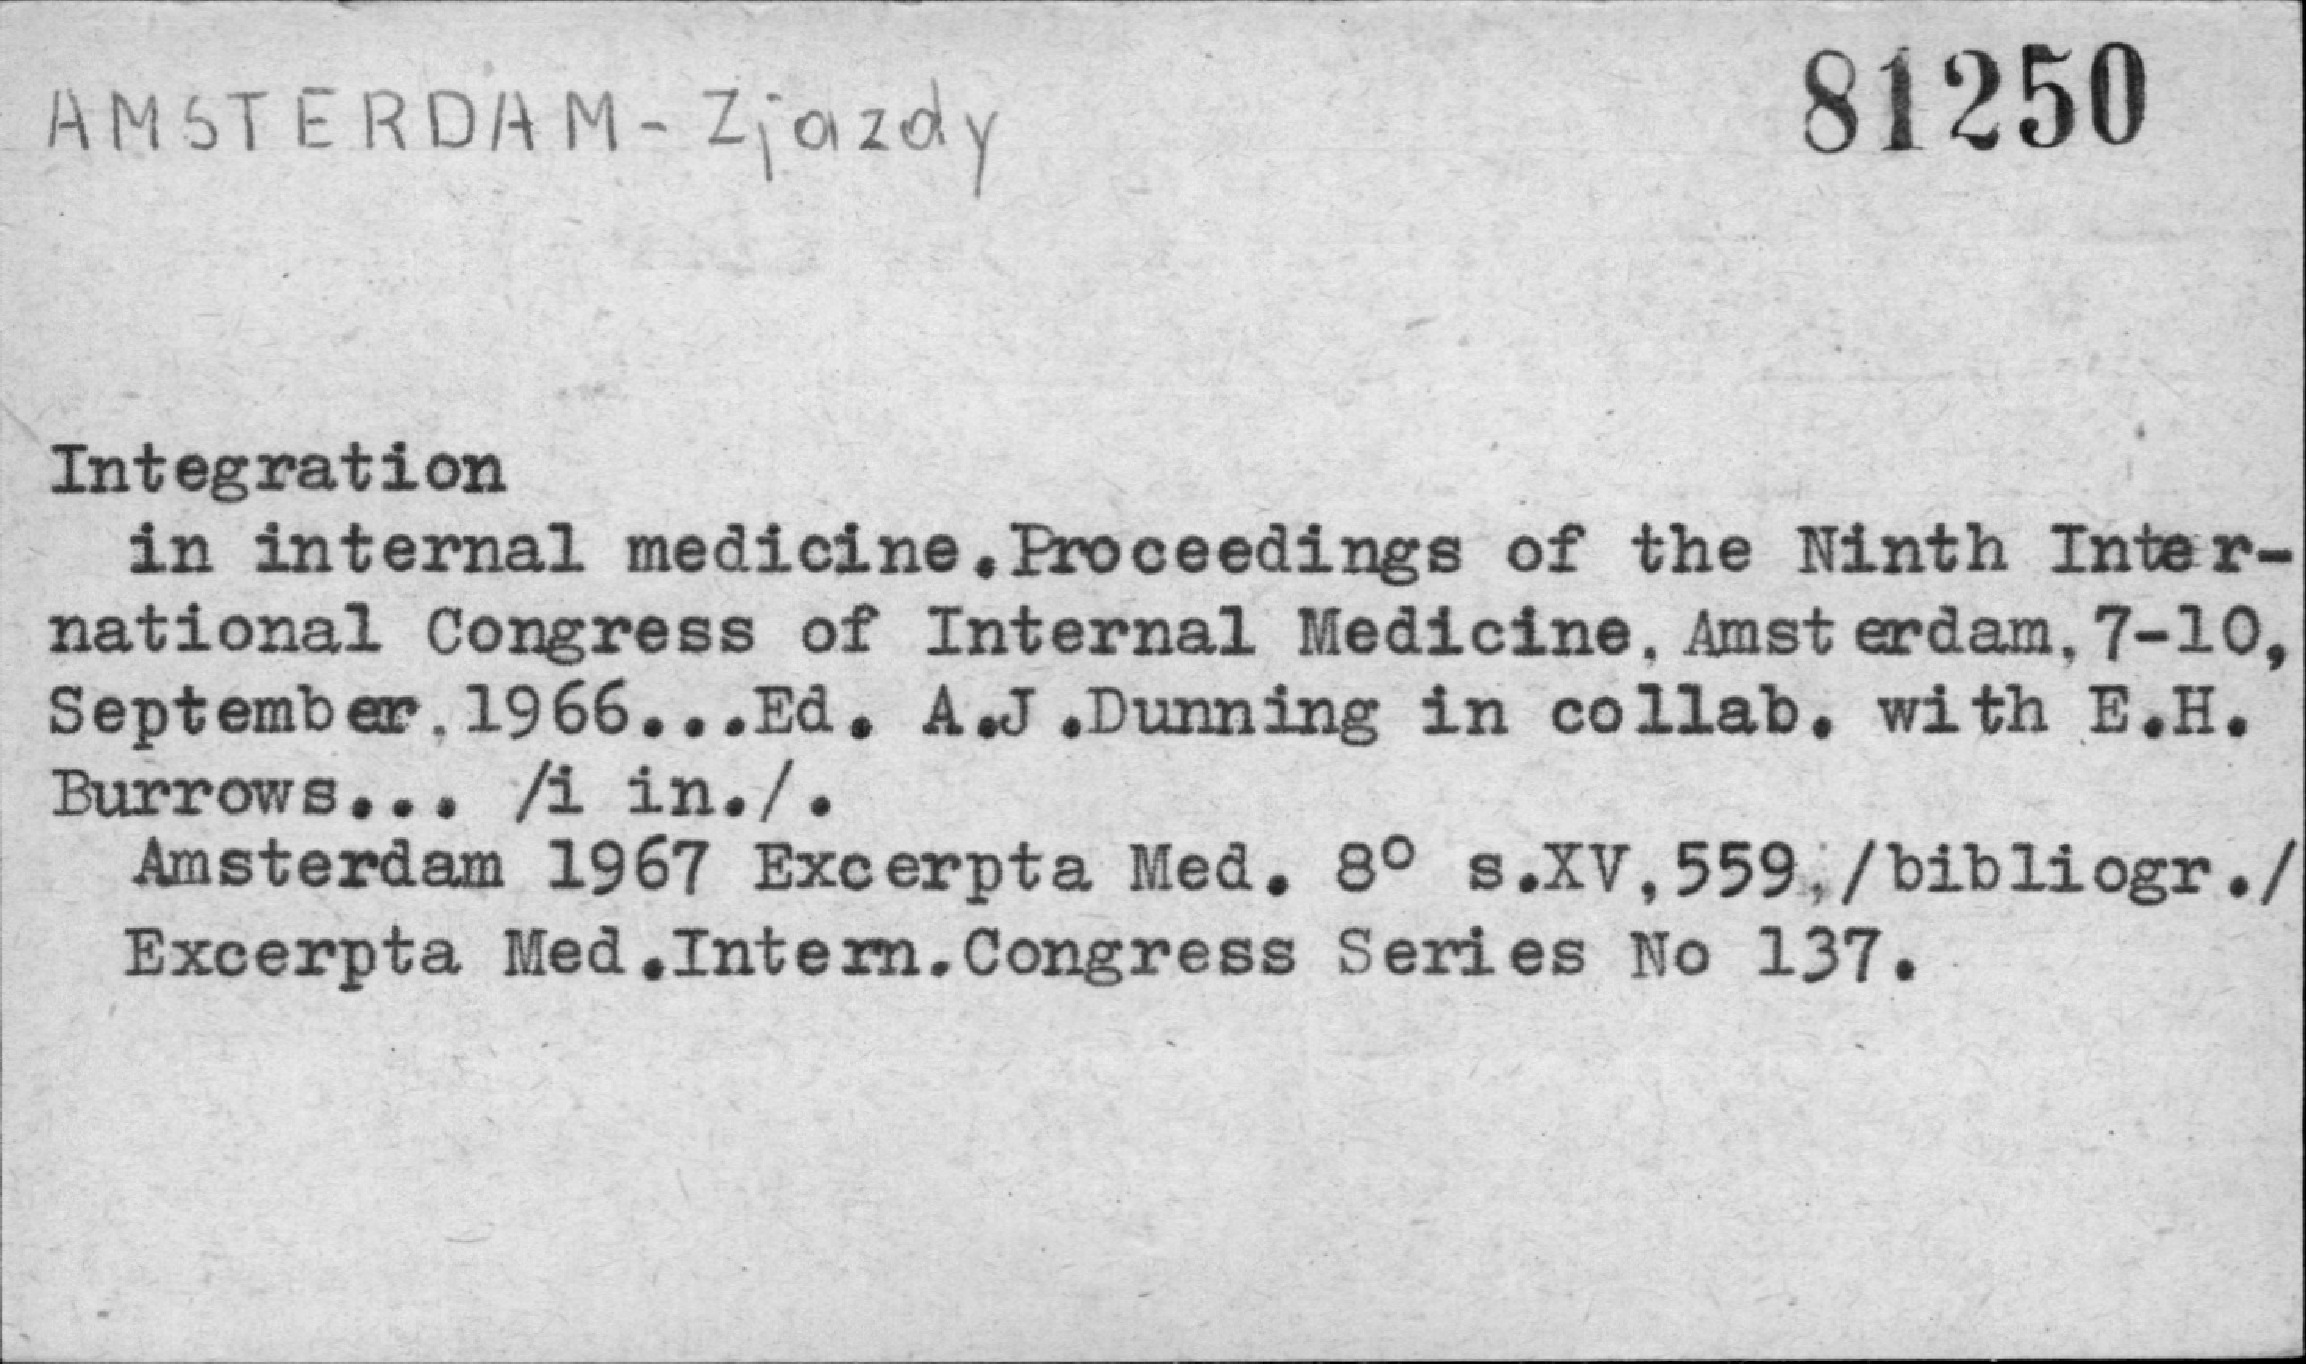 AMSTERDAM - Zjazdy
81250
Integration
in internal medicine.Proceedings of the Ninth Inter-
national Congress of Internal Medicine, Amsterdam, 7-10,
September,1966...Ed. A.J.Dunning in collab. with E.H.
Burrows... /i in./.
Amsterdam 1967 Excerpta Med. 8° s.XV,559,/bibliogr./
Excerpta Med.Intern.Congress Series No 137.